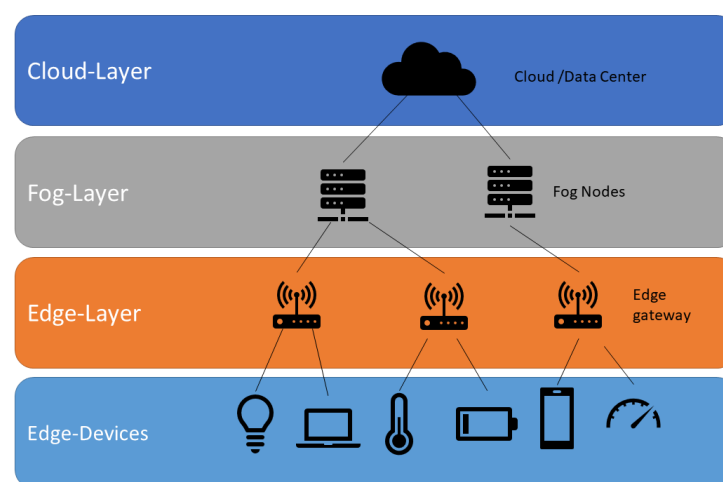 Cloud-Layer
Cloud /Data Center
Fog-Layer
Fog Nodes
Edge-Layer
Edge
gateway
Edge-Devices